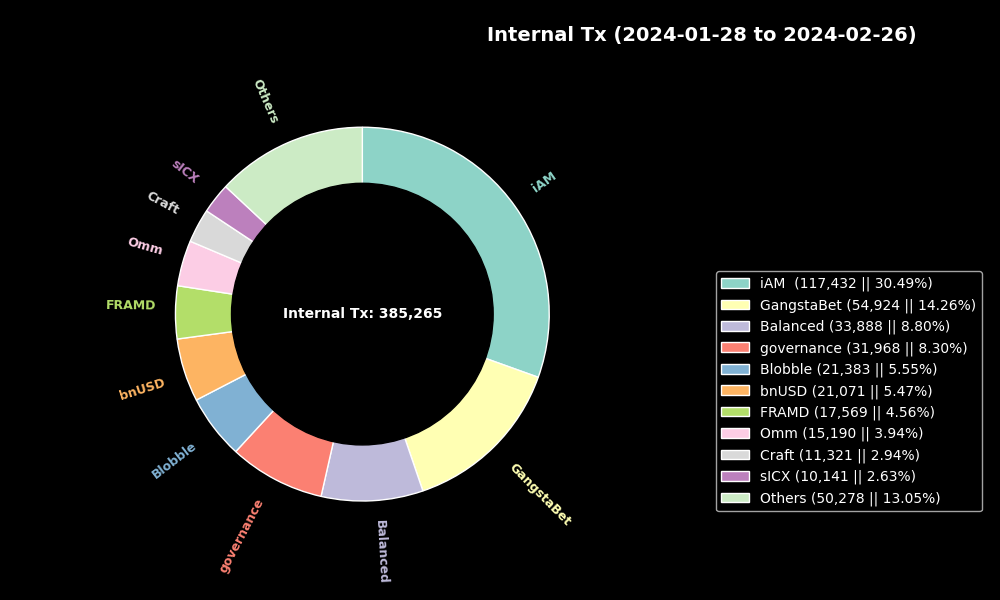 Internal Tx (2024-01-28 to 2024-02-26)
Others
iAM
sICX
Craft
Omm
FRAMD
Internal Tx: 385,265
bnUSD
Blobble
governance
Balanced
GangstaBet
iAM  (117,432 || 30.49%)
GangstaBet (54,924 || 14.26%)
Balanced (33,888 || 8.80%)
governance (31,968 || 8.30%)
Blobble (21,383 || 5.55%)
bnUSD (21,071 || 5.47%)
FRAMD (17,569 || 4.56%)
Omm (15,190 || 3.94%)
Craft (11,321 || 2.94%)
sICX (10,141 || 2.63%)
Others (50,278 || 13.05%)